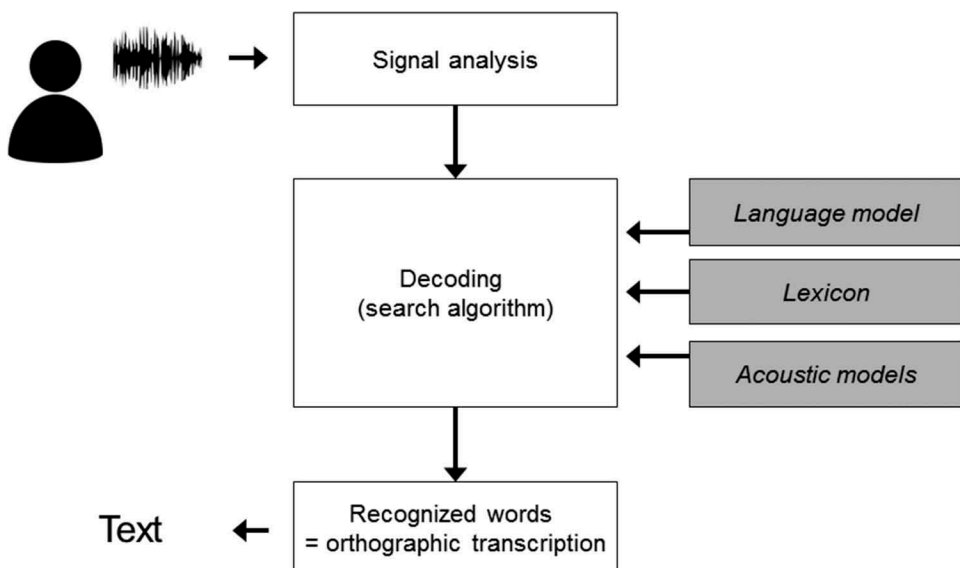 Signal analysis
Decoding
(search algorithm)
Language model
Lexicon
Acoustic models
Recognized words
= orthographic transcription
Text